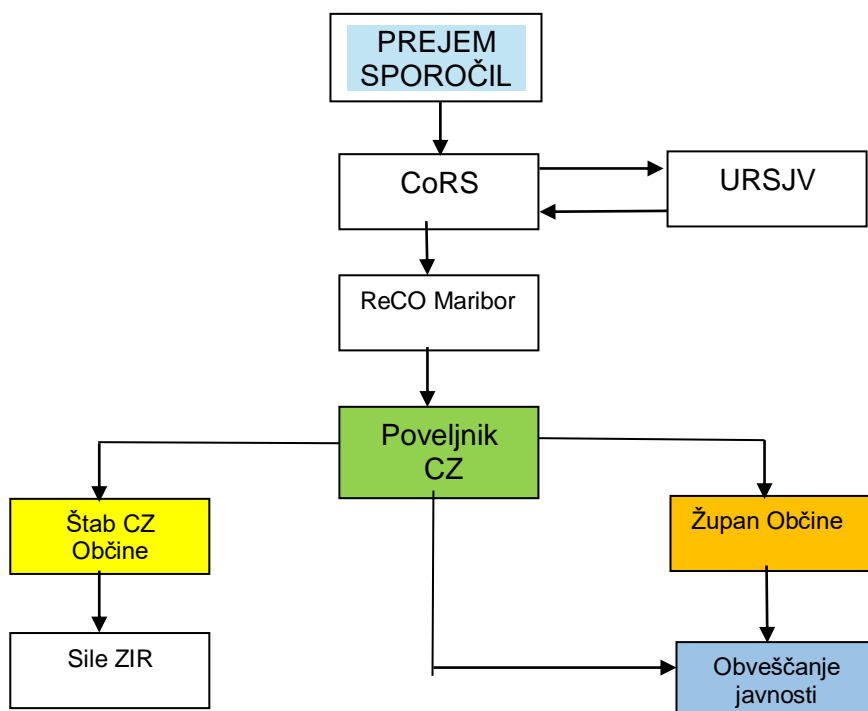 PREJEM
SPOROČIL
CoRS
URSJV
ReCO Maribor
Poveljnik
CZ
Štab CZ
Občine
Župan Občine
Sile ZIR
Obveščanje
javnosti